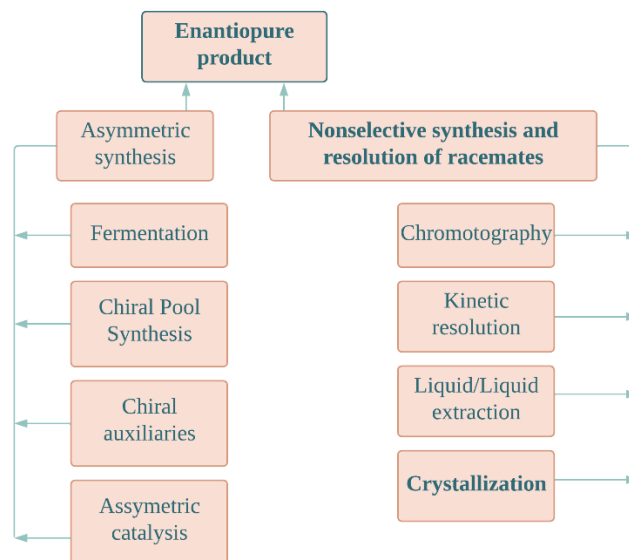 Enantiopure
product
Asymmetric
synthesis
Nonselective synthesis and
resolution of racemates
Fermentation
Chiral Pool
Synthesis
Chiral
auxiliaries
Assymetric
catalysis
Chromotography
Kinetic
resolution
Liquid/Liquid
extraction
Crystallization